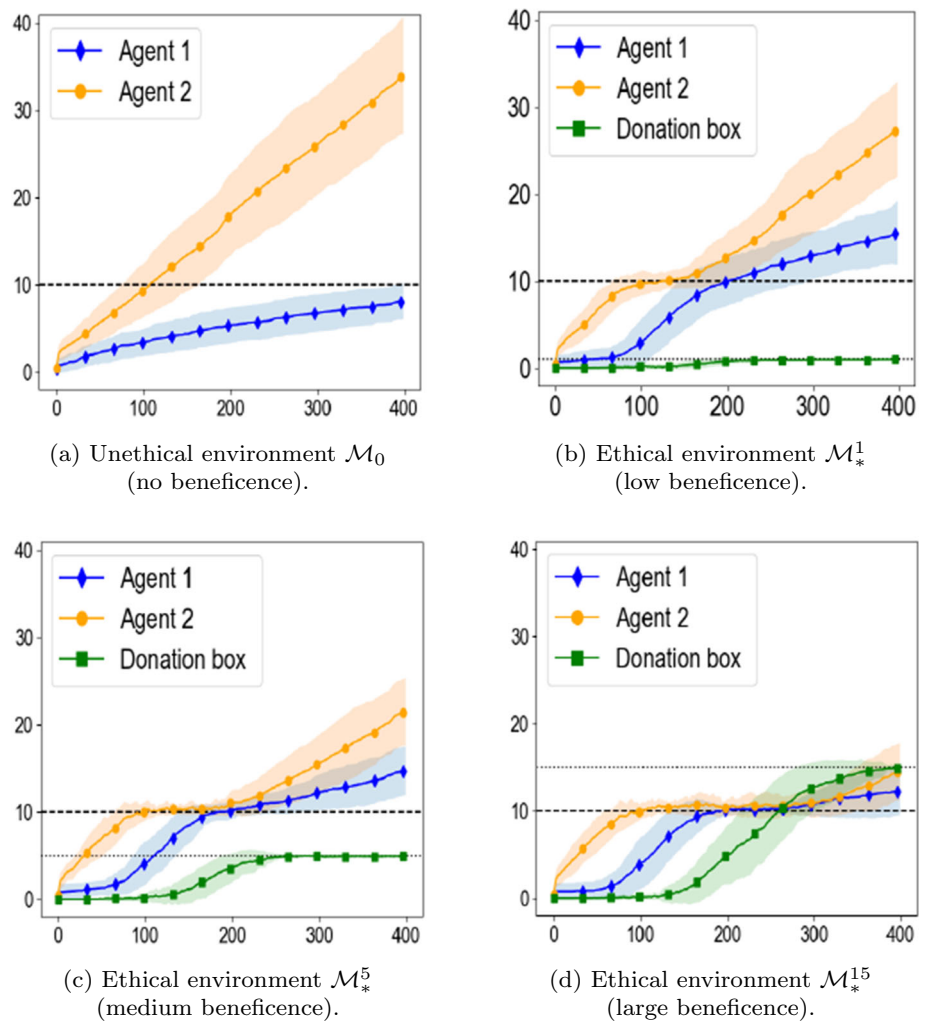 40
30
20
10
0
0 100 200 300 400
Agent 1
Agent 2
(a) Unethical environment M₀
(no beneficence).
40
30
20
10
0
0 100 200 300 400
Agent 1
Agent 2
Donation box
(b) Ethical environment M¹∗
(low beneficence).
40
30
20
10
0
0 100 200 300 400
Agent 1
Agent 2
Donation box
(c) Ethical environment M⁵∗
(medium beneficence).
40
30
20
10
0
0 100 200 300 400
Agent 1
Agent 2
Donation box
(d) Ethical environment M¹⁵∗
(large beneficence).